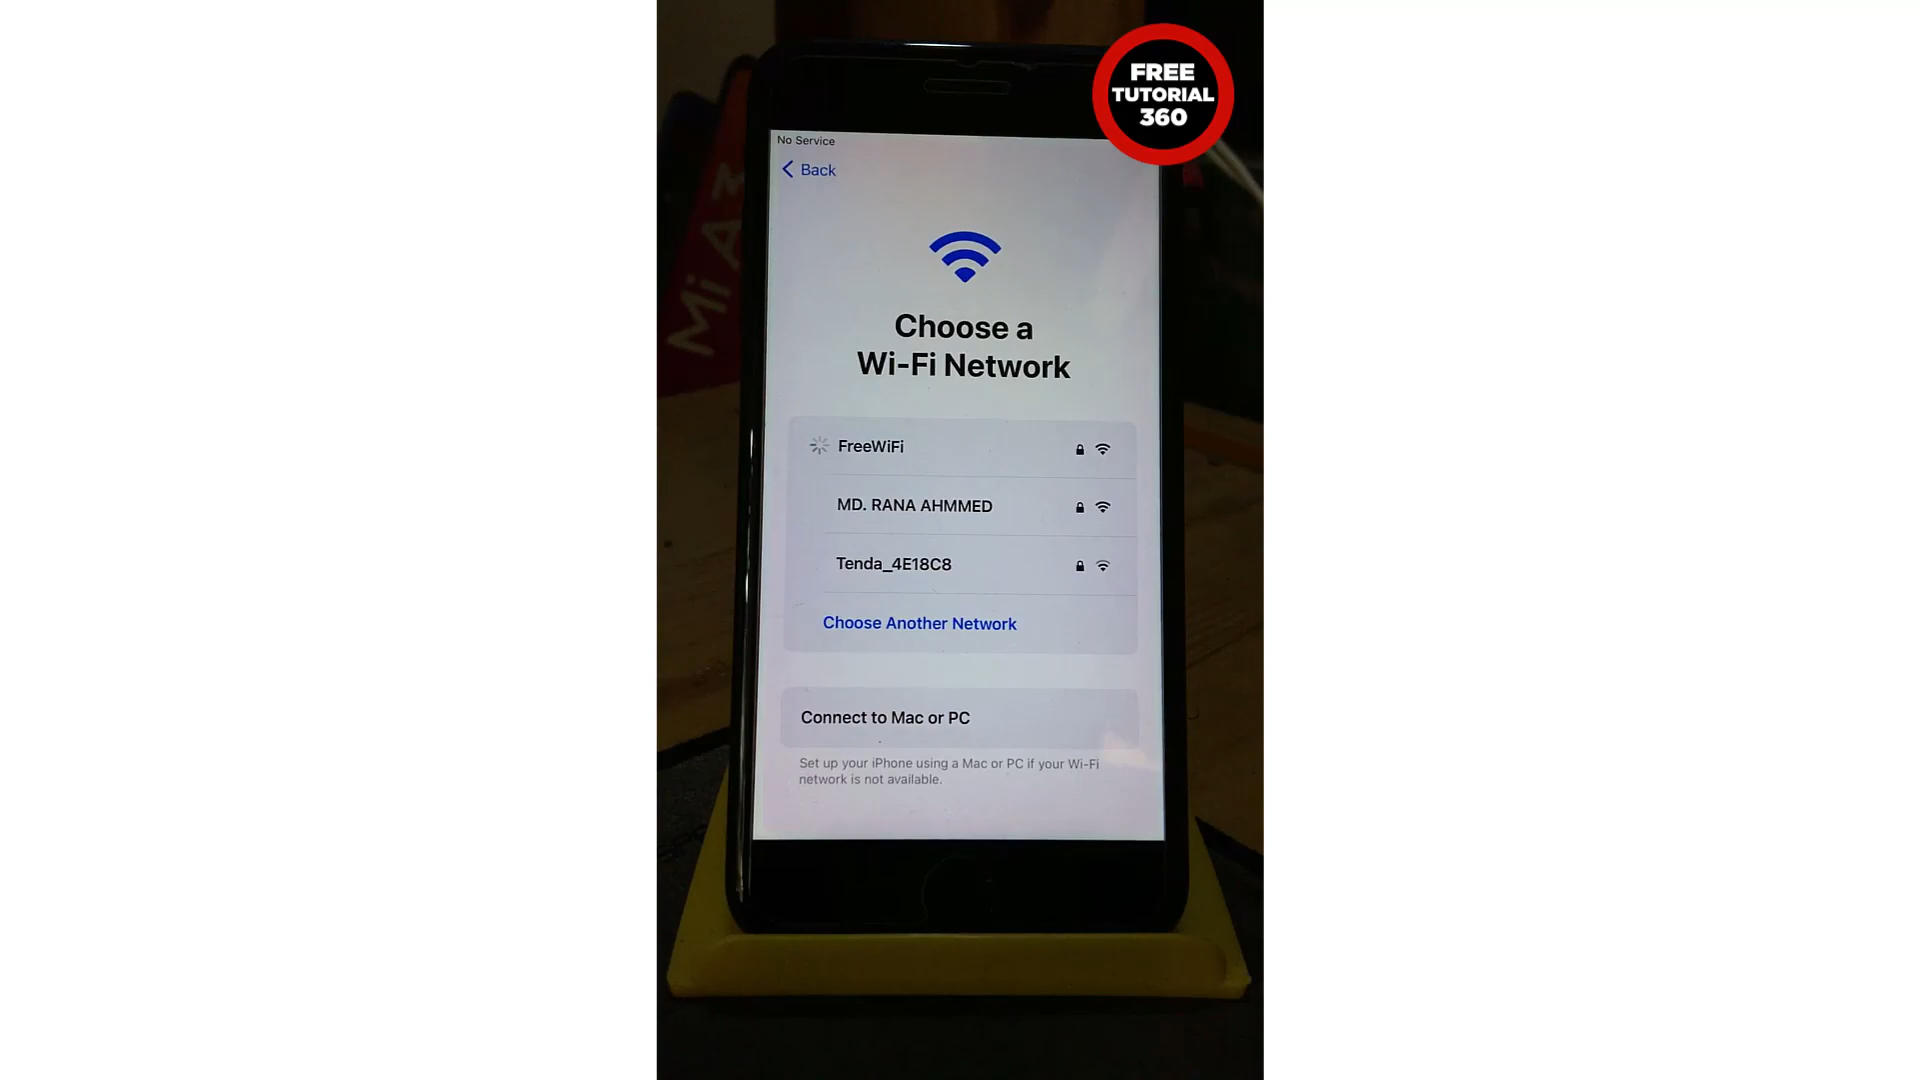 FREE
TUTORIAL
360
No Service
Back
Mi A3
Choose a
Wi-Fi Network
FreeWiFi
MD. RANA AHMMED
Tenda_4E18C8
Choose Another Network
Connect to Mac or PC
Set up your iPhone using a Mac or PC if your Wi-Fi
network is not available.